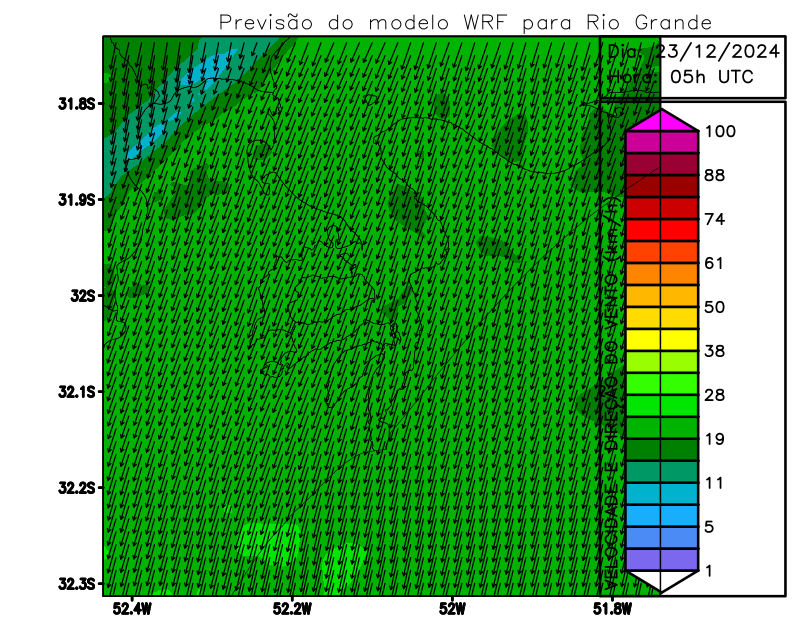 Previsão do modelo WRF para Rio Grande
Dia: 23/12/2024
Hora: 05h UTC
31.8S
31.9S
32S
32.1S
32.2S
32.3S
52.4W
52.2W
52W
51.8W
VELOCIDADE E DIREÇÃO DO VENTO (km/h)
100
88
74
61
50
38
28
19
11
5
1